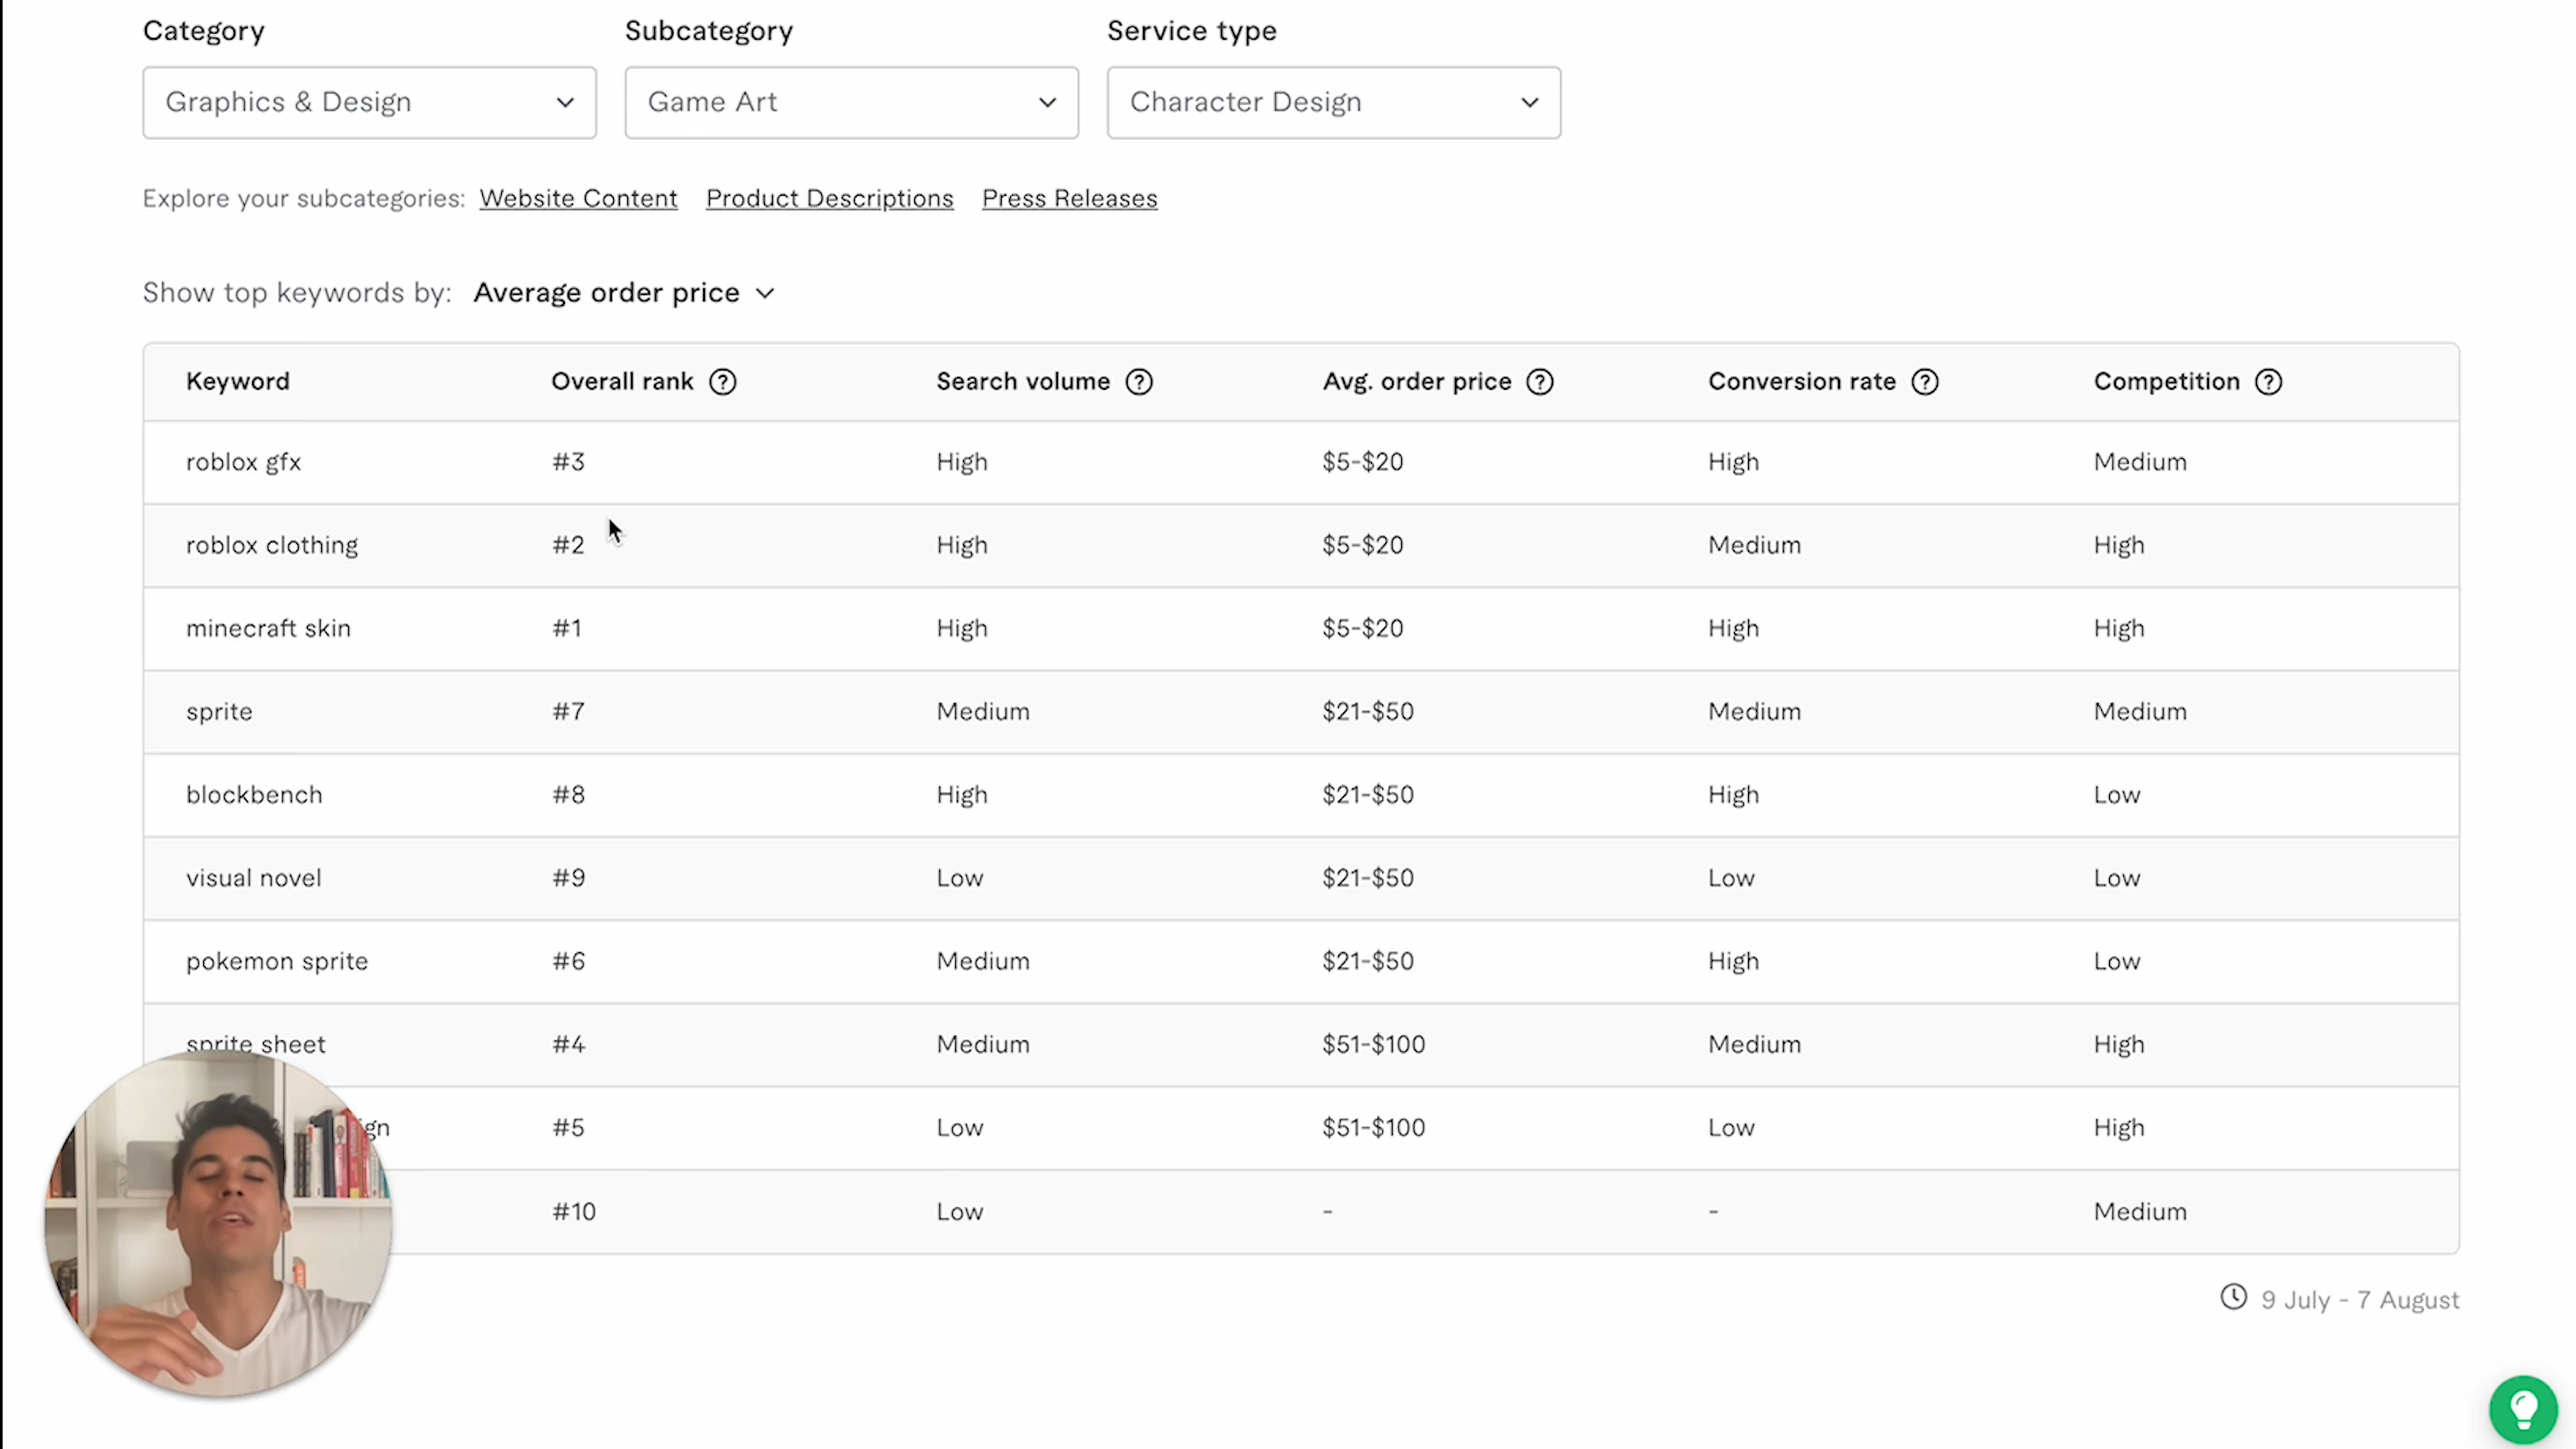 Category Subcategory Service type
Graphics & Design Game Art Character Design
Explore your subcategories: Website Content Product Descriptions Press Releases
Show top keywords by: Average order price
Keyword Overall rank ? Search volume ? Avg. order price ? Conversion rate ? Competition ?
roblox gfx #3 High $5-$20 High Medium
roblox clothing #2 High $5-$20 Medium High
minecraft skin #1 High $5-$20 High High
sprite #7 Medium $21-$50 Medium Medium
blockbench #8 High $21-$50 High Low
visual novel #9 Low $21-$50 Low Low
pokemon sprite #6 Medium $21-$50 High Low
sprite sheet #4 Medium $51-$100 Medium High
#5 Low $51-$100 Low High
#10 Low - - Medium
9 July - 7 August